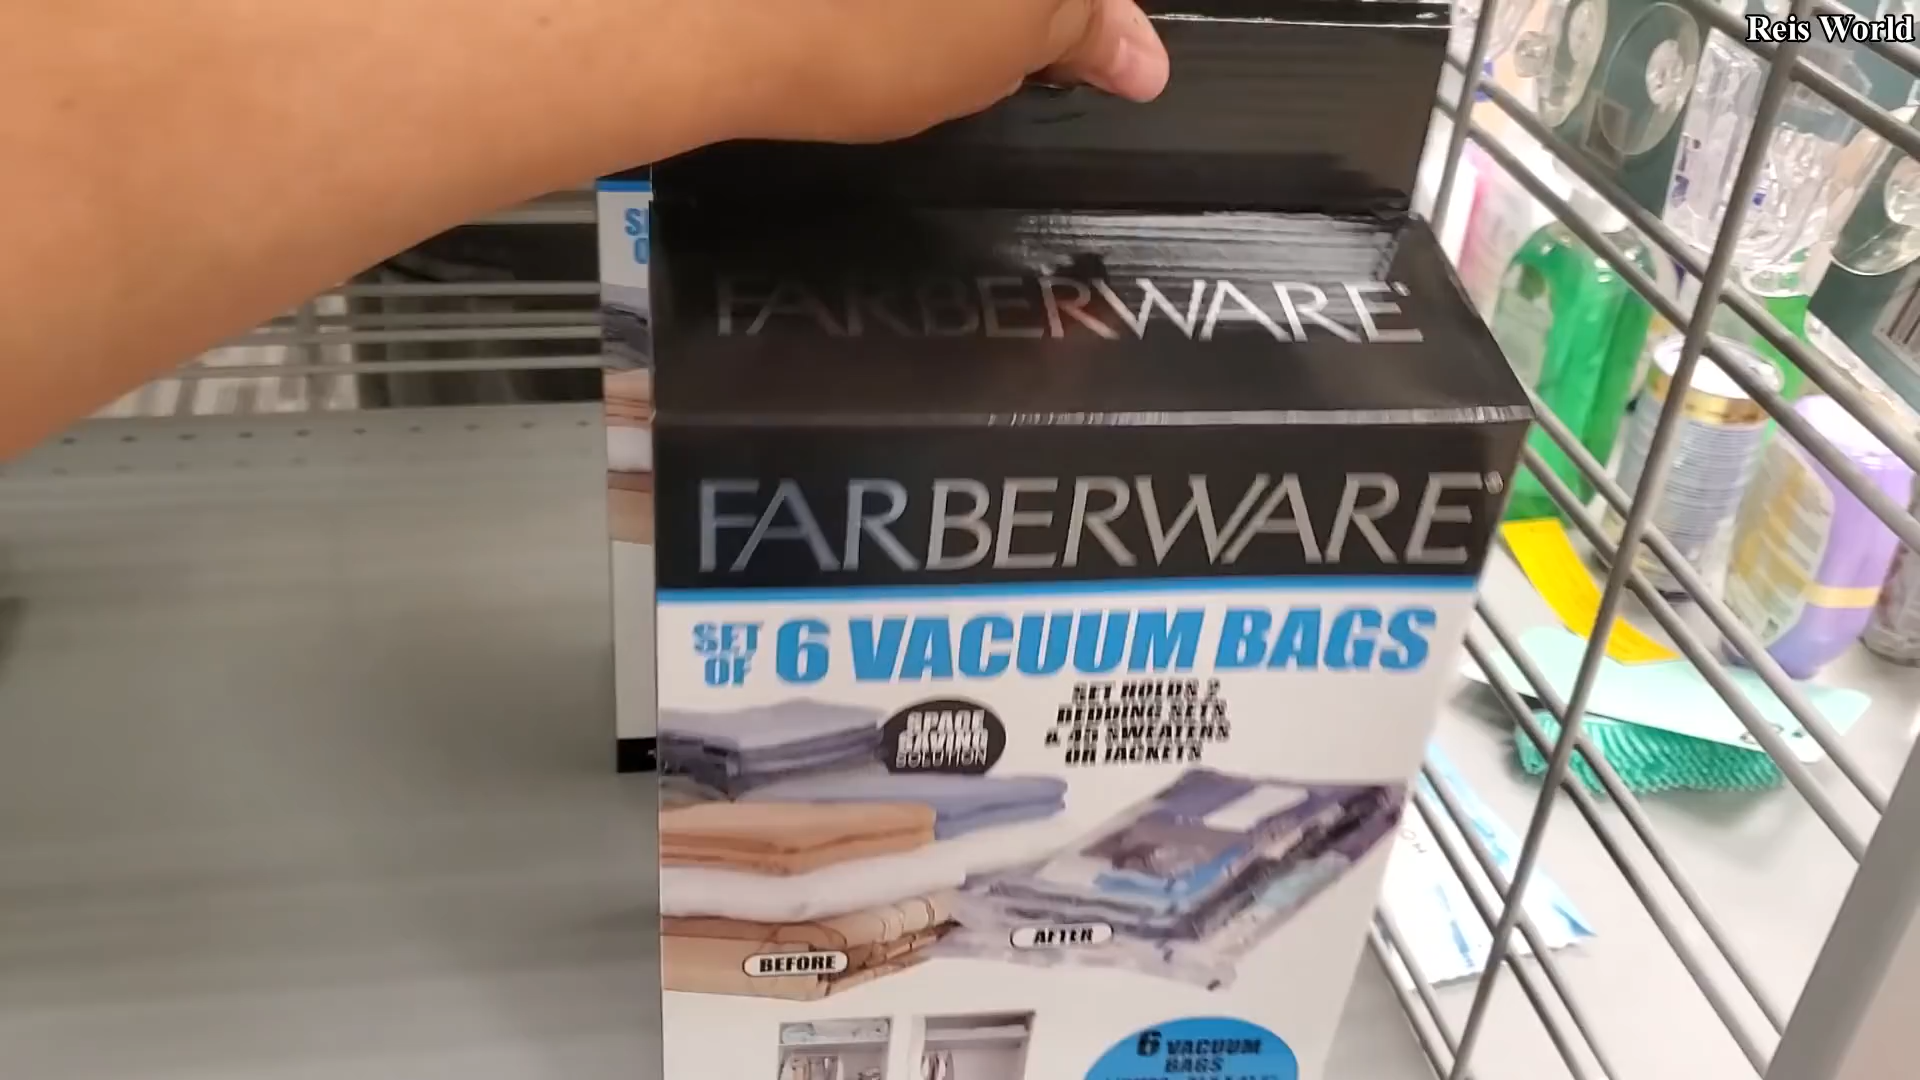 Reis World
FARBERWARE
FARBERWARE®
SET OF 6 VACUUM BAGS
SPACE
SAVING
SOLUTION
SET HOLDS 2
BEDDING SETS
& 45 SWEATERS
OR JACKETS
AFTER
BEFORE
6 VACUUM
BAGS